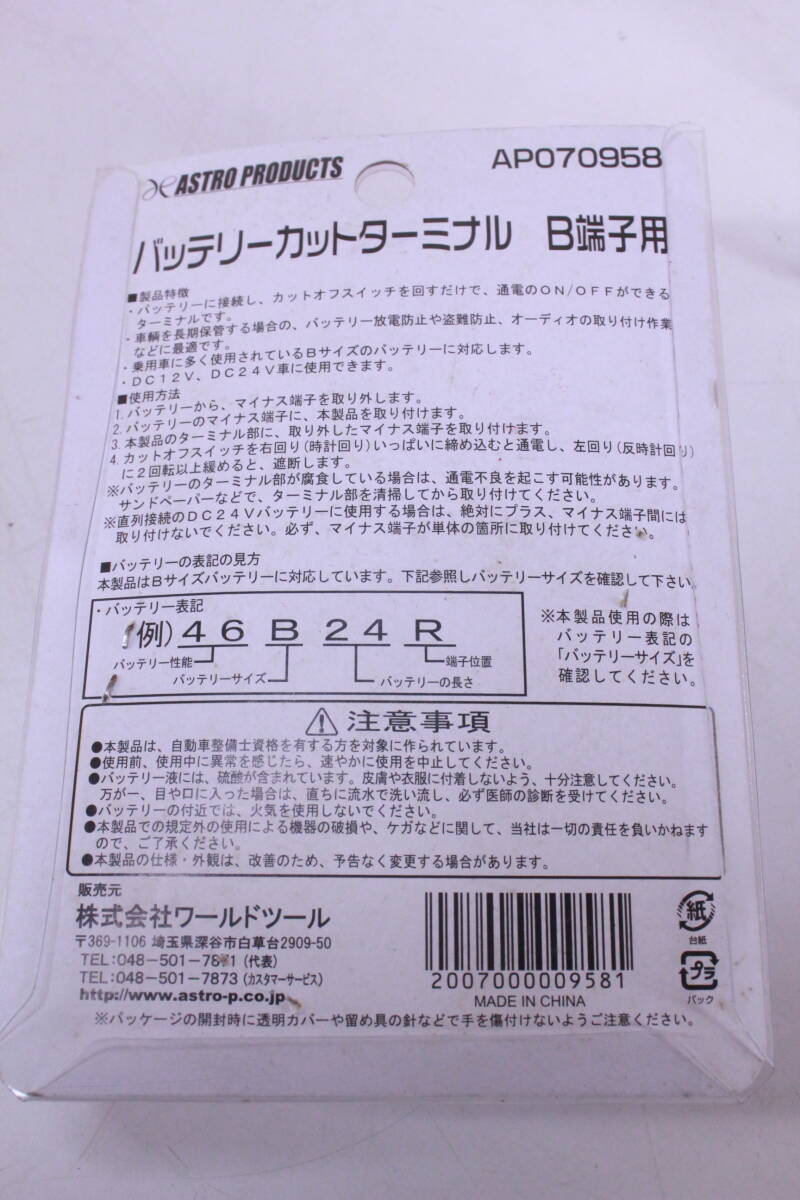 ASTRO PRODUCTS
AP070958
バッテリーカットターミナル B端子用
■製品特徴
・バッテリーに接続し、カットオフスイッチを回すだけで、通電のON/OFFができる
ターミナルです。
・車輌を長期保管する場合の、バッテリー放電防止や盗難防止、オーディオの取り付け作業
などに最適です。
・乗用車に多く使用されているBサイズのバッテリーに対応します。
・DC12V、DC24V車に使用できます。
■使用方法
1.バッテリーから、マイナス端子を取り外します。
2.バッテリーのマイナス端子に、本製品を取り付けます。
3.本製品のターミナル部に、取り外したマイナス端子を取り付けます。
4.カットオフスイッチを右回り(時計回り)いっぱいに締め込むと通電し、左回り(反時計回り)
に2回転以上緩めると、遮断します。
※バッテリーのターミナル部が腐食している場合は、通電不良を起こす可能性があります。
サンドペーパーなどで、ターミナル部を清掃してから取り付けてください。
※直列接続のDC24Vバッテリーに使用する場合は、絶対にプラス、マイナス端子間には
取り付けないでください。必ず、マイナス端子が単体の箇所に取り付けてください。
■バッテリーの表記の見方
本製品はBサイズバッテリーに対応しています。下記参照しバッテリーサイズを確認して下さい。
・バッテリー表記
(例)46 B 24 R
バッテリー性能
端子位置
バッテリーサイズ
バッテリーの長さ
※本製品使用の際は
バッテリー表記の
「バッテリーサイズ」を
確認してください。
注意事項
●本製品は、自動車整備士資格を有する方を対象に作られています。
●使用前、使用中に異常を感じたら、速やかに使用を中止してください。
●バッテリー液には、硫酸が含まれています。皮膚や衣服に付着しないよう、十分注意してください。
万が一、目や口に入った場合は、直ちに流水で洗い流し、必ず医師の診断を受けてください。
●バッテリーの付近では、火気を使用しないでください。
●本製品での規定外の使用による機器の破損や、ケガなどに関して、当社は一切の責任を負いかねます
ので、ご了承ください。
●本製品の仕様・外観は、改善のため、予告なく変更する場合があります。
販売元
株式会社ワールドツール
〒369-1106 埼玉県深谷市白草台2909-50
TEL:048-501-7871 (代表)
TEL:048-501-7873 (カスタマーサービス)
http://www.astro-p.co.jp
2007000009581
MADE IN CHINA
紙
台紙
プラ
パック
※パッケージの開封時に透明カバーや留め具の針などで手を傷付けないようご注意ください。